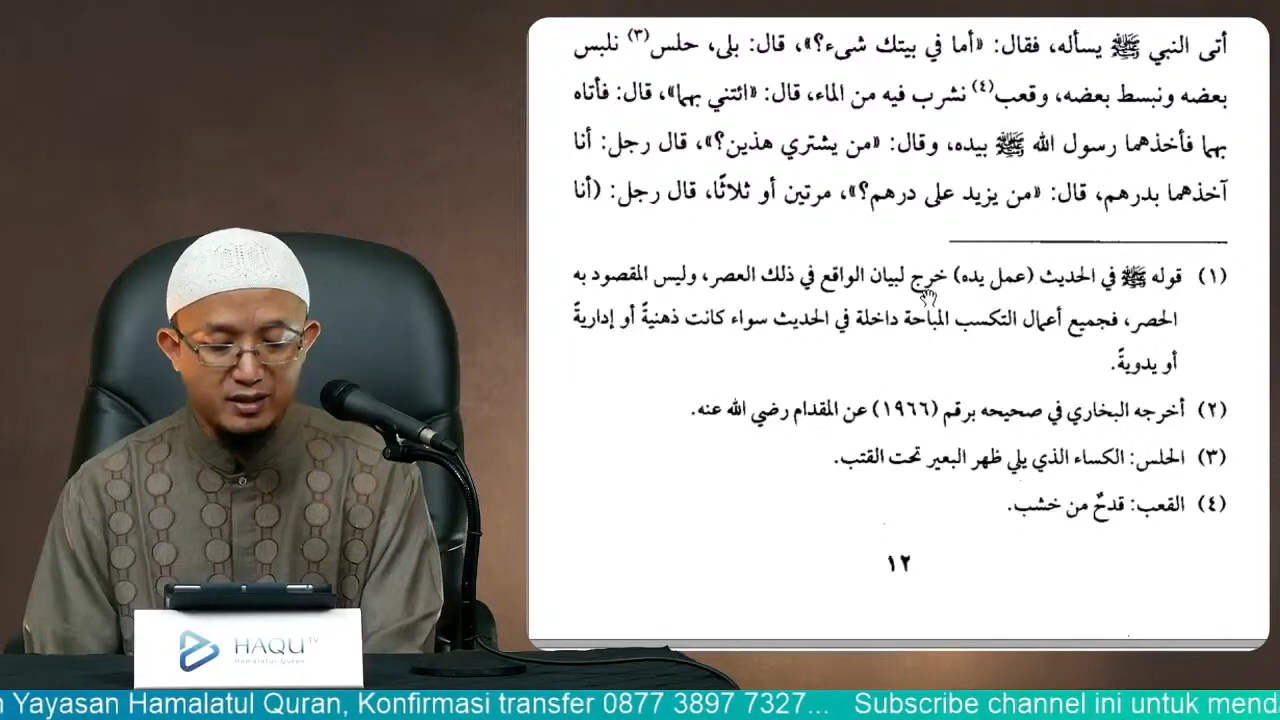 أتى النبي ﷺ يسأله، فقال: «أما في بيتك شيء؟»، قال: بلى، حلس(٣) نلبس
بعضه ونبسط بعضه، وقعب(٤) نشرب فيه من الماء، قال: «ائتني بهما»، قال: فأتاه
بهما فأخذهما رسول الله ﷺ بيده، وقال: «من يشتري هذين؟»، قال رجل: أنا
آخذهما بدرهم، قال: «من يزيد على درهم؟»، مرتين أو ثلاثًا، قال رجل: (أنا
(١) قوله ﷺ في الحديث (عمل يده) خرج لبيان الواقع في ذلك العصر، وليس المقصود به
الحصر، فجميع أعمال التكسب المباحة داخلة في الحديث سواء كانت ذهنيةً أو إداريةً
أو يدويةً.
(٢) أخرجه البخاري في صحيحه برقم (١٩٦٦) عن المقدام رضي الله عنه.
(٣) الحلس: الكساء الذي يلي ظهر البعير تحت القتب.
(٤) القعب: قدحٌ من خشب.
١٢
HAQU TV
Hamalatul Quran
n Yayasan Hamalatul Quran, Konfirmasi transfer 0877 3897 7327... Subscribe channel ini untuk mend